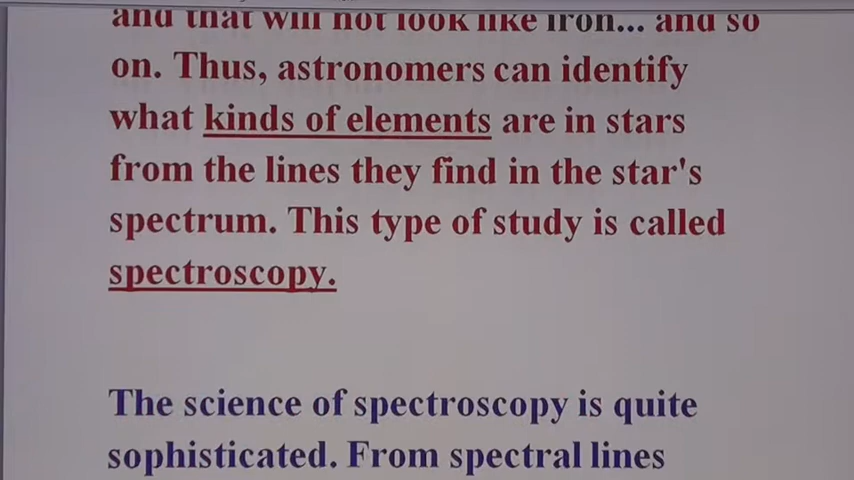 and that will not look like iron... and so
on. Thus, astronomers can identify
what kinds of elements are in stars
from the lines they find in the star's
spectrum. This type of study is called
spectroscopy.
The science of spectroscopy is quite
sophisticated. From spectral lines